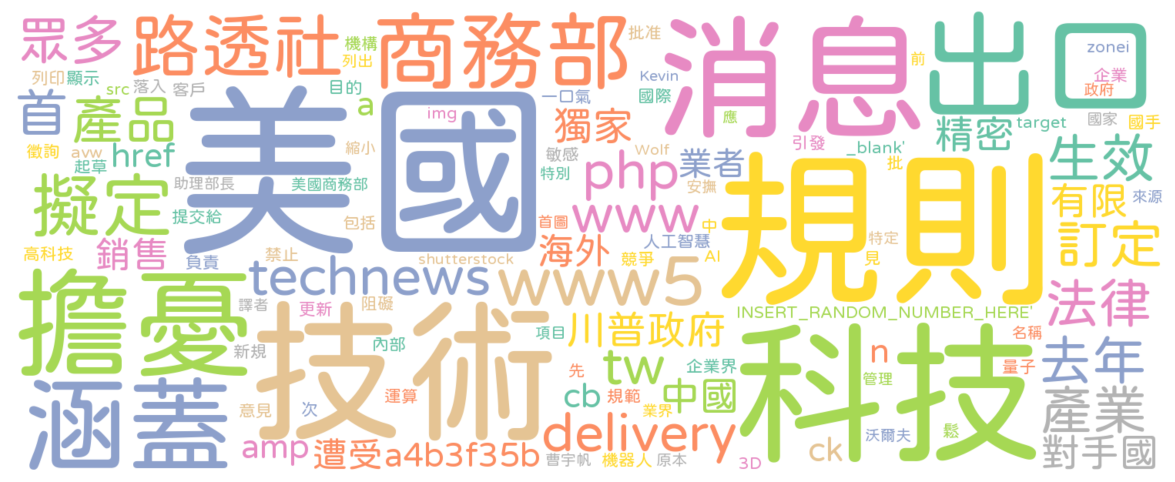 眾多
路透社
機構
列出
商務部
批准
消息
出口
zonei
企業
政府
前
列印
顯示
src
落入
客戶
目的
一口氣
Kevin
國際
首
產品
美國
a
img
獨家
應
引發
精密
target
國家
國手
徵詢
avw
href
起草
縮小
敏感
Wolf
特別
php
業者
安撫
規則
_blank'
批
生效
擬定
助理部長
美國商務部
提交給
包括
首圖
www
中
有限
來源
高科技
銷售
負責
禁止
shutterstock
海外
人工智慧
競爭
AI
特定
見
訂定
擔憂
technews
www5
譯者
更新
阻礙
INSERT_RANDOM_NUMBER_HERE'
法律
新規
技術
內部
項目
川普政府
科技
n
名稱
去年
涵蓋
運算
先
tw
企業界
中國
管理
量子
意見
次
cb
規範
業界
產業
amp
遭受
a4b3f35b
delivery
曹宇帆
機器人
原本
3D
ck
沃爾夫
鬆
對手國